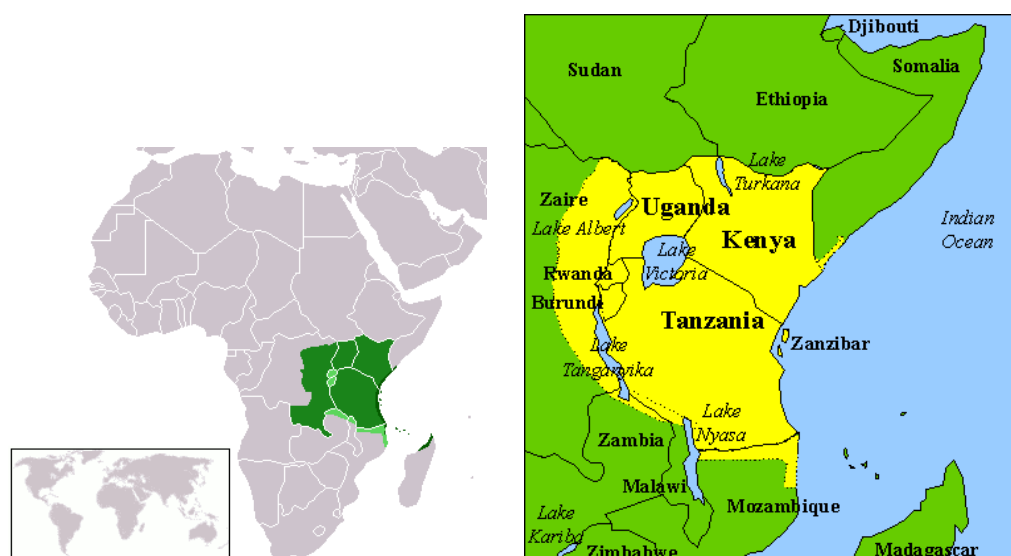 Djibouti
Sudan
Somalia
Ethiopia
Lake
Turkana
Zaire
Uganda
Lake Albert
Kenya
Indian
Ocean
Lake
Victoria
Rwanda
Burunde
Tanzania
Zanzibar
Lake
Tanganyika
Lake
Nyasa
Zambia
Malawi
Mozambique
Lake
Kariba
Zimbabwe
Madagascar